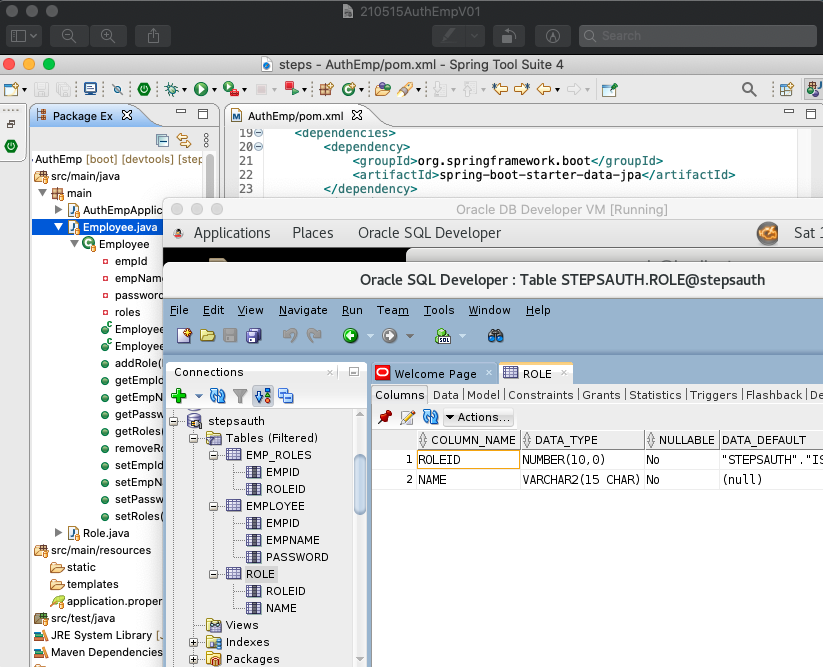 210515AuthEmpV01
Search
steps - AuthEmp/pom.xml - Spring Tool Suite 4
Package Ex
AuthEmp/pom.xml
AuthEmp [boot] [devtools] [step
src/main/java
main
AuthEmpApplic
Employee.java
Employee
empId
empName
password
roles
Employee
Employee
addRole(
getEmpId
getEmpN
getPassw
getRoles(
removeRo
setEmpId
setEmpN
setPassw
setRoles(
Role.java
src/main/resources
static
templates
application.proper
src/test/java
JRE System Library [J
Maven Dependencies
19 <dependencies>
20 <dependency>
21 <groupId>org.springframework.boot</groupId>
22 <artifactId>spring-boot-starter-data-jpa</artifactId>
23 </dependency>
Oracle DB Developer VM [Running]
Applications Places Oracle SQL Developer Sat 1
Oracle SQL Developer : Table STEPSAUTH.ROLE@stepsauth
File Edit View Navigate Run Team Tools Window Help
Connections
stepsauth
Tables (Filtered)
EMP_ROLES
EMPID
ROLEID
EMPLOYEE
EMPID
EMPNAME
PASSWORD
ROLE
ROLEID
NAME
Views
Indexes
Packages
Welcome Page ROLE
Columns Data Model Constraints Grants Statistics Triggers Flashback De
Actions...
COLUMN_NAME DATA_TYPE NULLABLE DATA_DEFAULT
1 ROLEID NUMBER(10,0) No "STEPSAUTH"."IS
2 NAME VARCHAR2(15 CHAR) No (null)